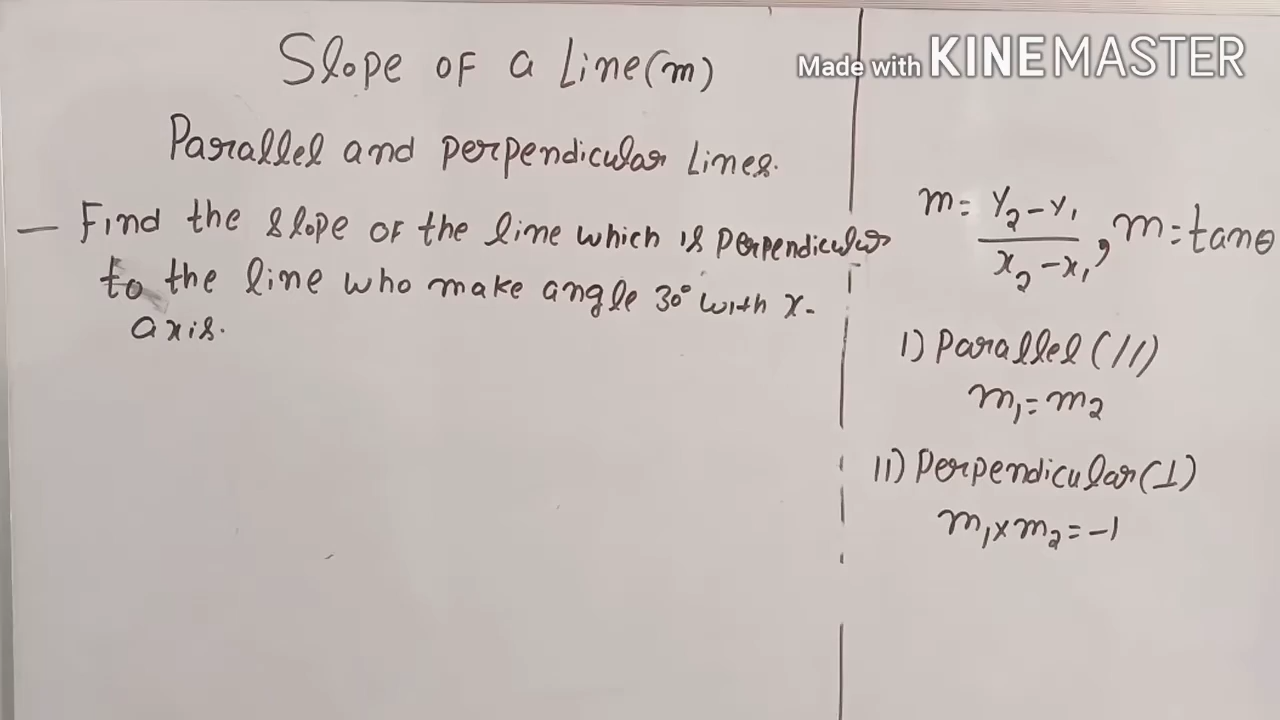 Slope of a Line(m)
Parallel and perpendicular Lines.
— Find the slope of the line which is perpendicular
to the line who make angle 30° with x-
axis.
Made with KINEMASTER
m = y₂-y₁ / x₂-x₁ , m = tanθ
I) Parallel (//)
m₁ = m₂
II) Perpendicular (⊥)
m₁ x m₂ = -1